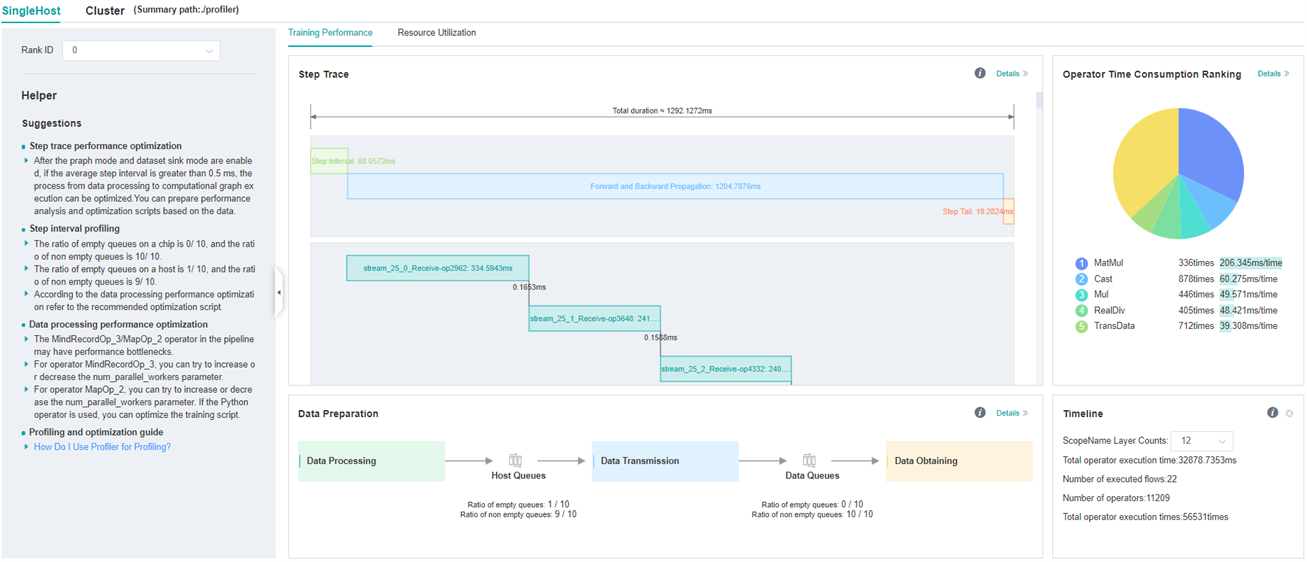 SingleHost
Cluster
(Summary path:./profiler)
Rank ID
0
Helper
Suggestions
Step trace performance optimization
After the praph mode and dataset sink mode are enable
d, if the average step interval is greater than 0.5 ms, the
process from data processing to computational graph ex
ecution can be optimized.You can prepare performance
analysis and optimization scripts based on the data.
Step interval profiling
The ratio of empty queues on a chip is 0/ 10, and the rati
o of non empty queues is 10/ 10.
The ratio of empty queues on a host is 1/ 10, and the rati
o of non empty queues is 9/ 10.
According to the data processing performance optimizati
on refer to the recommended optimization script.
Data processing performance optimization
The MindRecordOp_3/MapOp_2 operator in the pipeline
may have performance bottlenecks.
For operator MindRecordOp_3, you can try to increase o
r decrease the num_parallel_workers parameter.
For operator MapOp_2, you can try to increase or decre
ase the num_parallel_workers parameter. If the Python
operator is used, you can optimize the training script.
Profiling and optimization guide
How Do I Use Profiler for Profiling?
Training Performance
Resource Utilization
Step Trace
i
Details
Total duration ≈ 1292.1272ms
Step Interval: 68.0572ms
Forward and Backward Propagation: 1204.7876ms
Step Tail: 19.2824ms
stream_25_0_Receive-op2962: 334.5943ms
0.1653ms
stream_25_1_Receive-op3648: 241....
0.1588ms
stream_25_2_Receive-op4332: 240....
Operator Time Consumption Ranking
Details
1 MatMul 336times 206.345ms/time
2 Cast 878times 60.275ms/time
3 Mul 446times 49.571ms/time
4 RealDiv 405times 48.421ms/time
5 TransData 712times 39.308ms/time
Data Preparation
i
Details
Data Processing
Host Queues
Data Transmission
Data Queues
Data Obtaining
Ratio of empty queues: 1 / 10
Ratio of non empty queues: 9 / 10
Ratio of empty queues: 0 / 10
Ratio of non empty queues: 10 / 10
Timeline
i
ScopeName Layer Counts: 12
Total operator execution time:32878.7353ms
Number of executed flows:22
Number of operators:11209
Total operator execution times:56531times